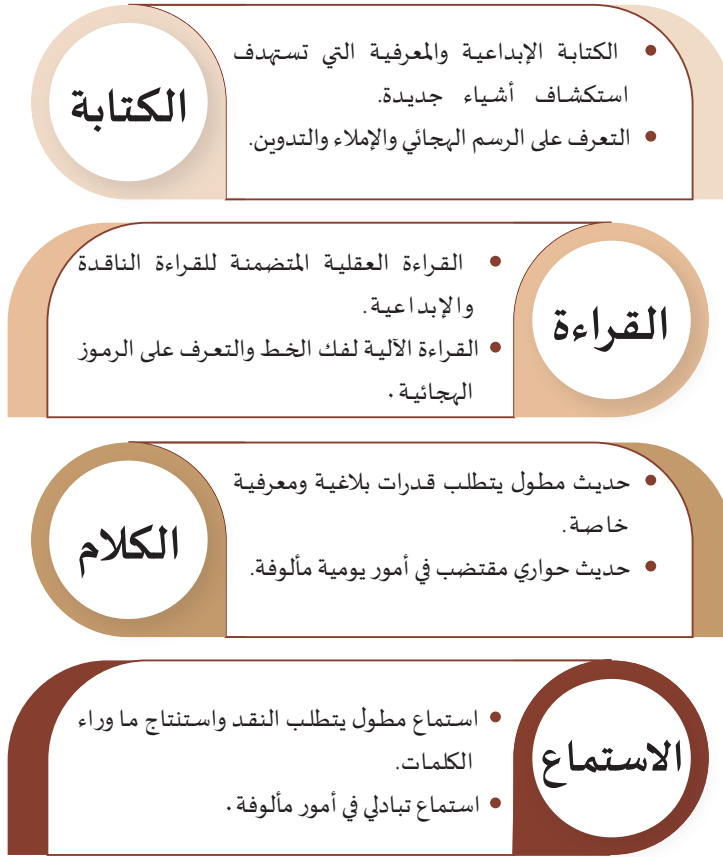 الكتابة
الكتابة الإبداعية والمعرفية التي تستهدف
استكشاف أشياء جديدة.
التعرف على الرسم الهجائي والإملاء والتدوين.
القراءة
القراءة العقلية المتضمنة للقراءة الناقدة
والإبداعية.
القراءة الآلية لفك الخط والتعرف على الرموز
الهجائية.
الكلام
حديث مطول يتطلب قدرات بلاغية ومعرفية
خاصة.
حديث حواري مقتضب في أمور يومية مألوفة.
الاستماع
استماع مطول يتطلب النقد واستنتاج ما وراء
الكلمات.
استماع تبادلي في أمور مألوفة.